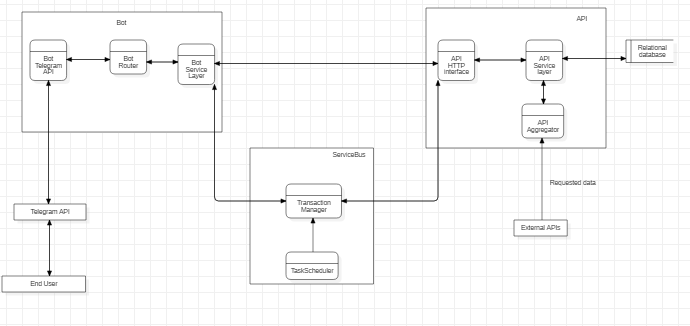 Bot
API
Bot
Telegram
API
Bot
Router
Bot
Service
Layer
API
HTTP
interface
API
Service
layer
Relational
database
API
Aggregator
ServiceBus
Requested data
Transaction
Manager
Telegram API
External APIs
TaskScheduler
End User